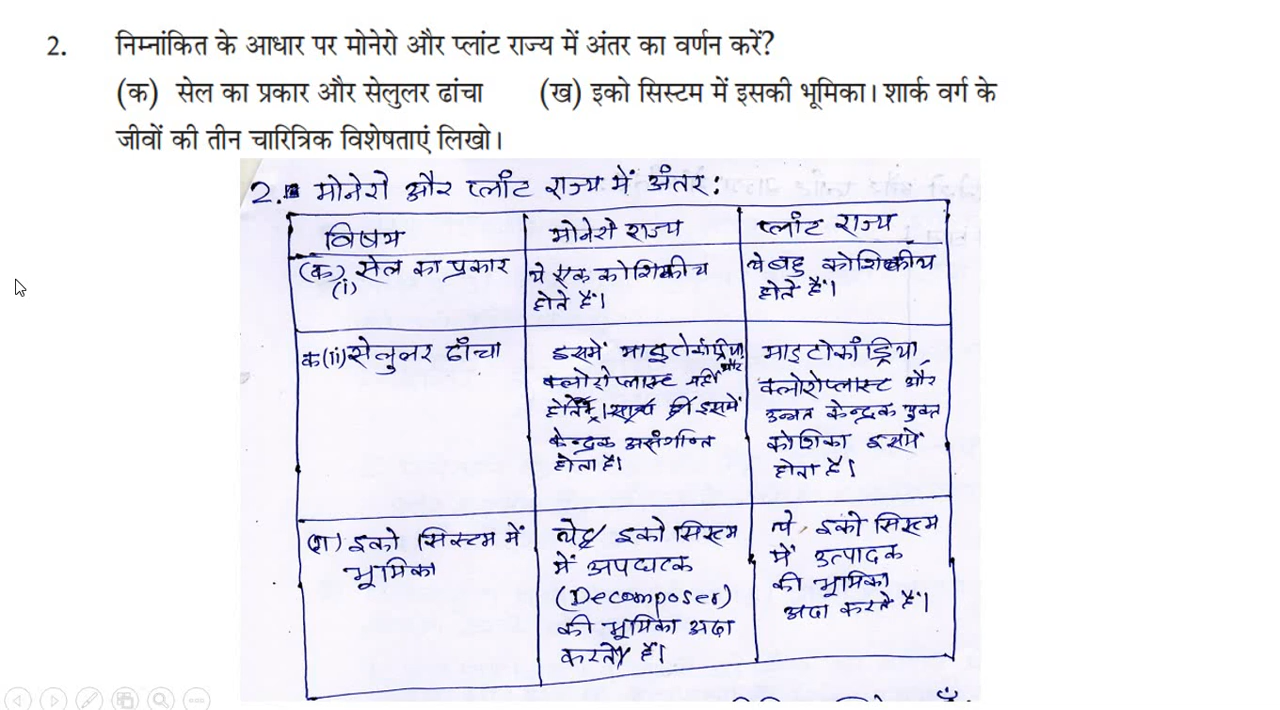 2. निम्नांकित के आधार पर मोनेरो और प्लांट राज्य में अंतर का वर्णन करें?
(क) सेल का प्रकार और सेलुलर ढांचा (ख) इको सिस्टम में इसकी भूमिका। शार्क वर्ग के
जीवों की तीन चारित्रिक विशेषताएं लिखो।
2. मोनेरो और प्लांट राज्य में अंतर:
विषय
मोनेरो राज्य
प्लांट राज्य
(क) सेल का प्रकार
(i)
ये एक कोशिकीय
होते हैं।
ये बहु कोशिकीय
होते हैं।
क(ii) सेलुलर ढाँचा
इसमें माइटोकाँड्रिया
और
क्लोरोप्लास्ट नहीं
होते। इसमें
केन्द्रक असंगठित
होता है।
माइटोकाँड्रिया,
क्लोरोप्लास्ट और
उन्नत केन्द्रक युक्त
कोशिका इसमें
होता है।
इको सिस्टम में
भूमिका
ये इको सिस्टम
में अपघटक
(Decomposer)
की भूमिका अदा
करते हैं।
ये इको सिस्टम
में उत्पादक
की भूमिका
अदा करते हैं।